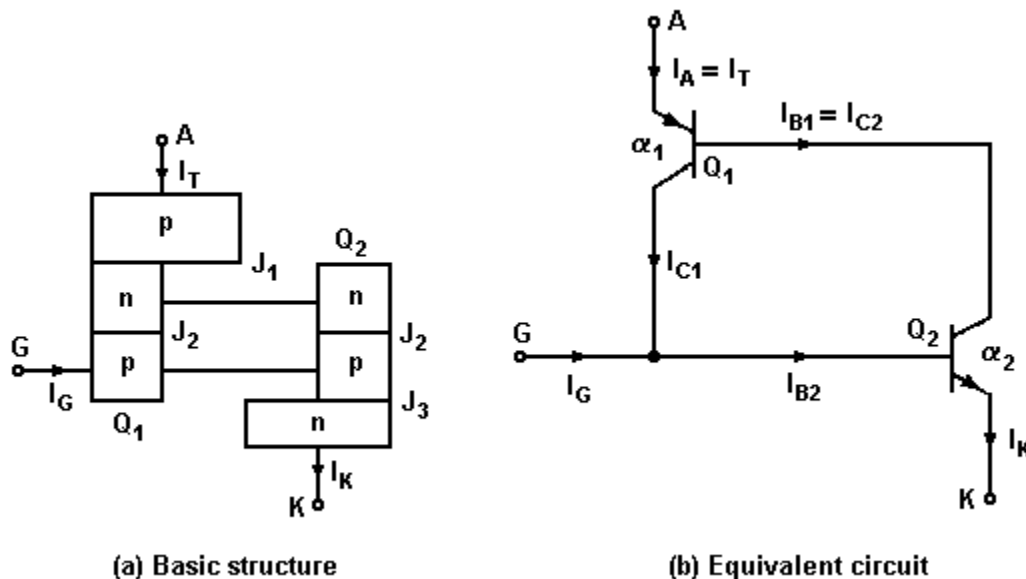 A
I_T
p
J_1
n
J_2
G
I_G
p
Q_1
Q_2
n
J_2
p
J_3
n
I_K
K
(a) Basic structure
A
I_A = I_T
α_1
Q_1
I_B1 = I_C2
I_C1
G
I_G
I_B2
Q_2
α_2
I_K
K
(b) Equivalent circuit